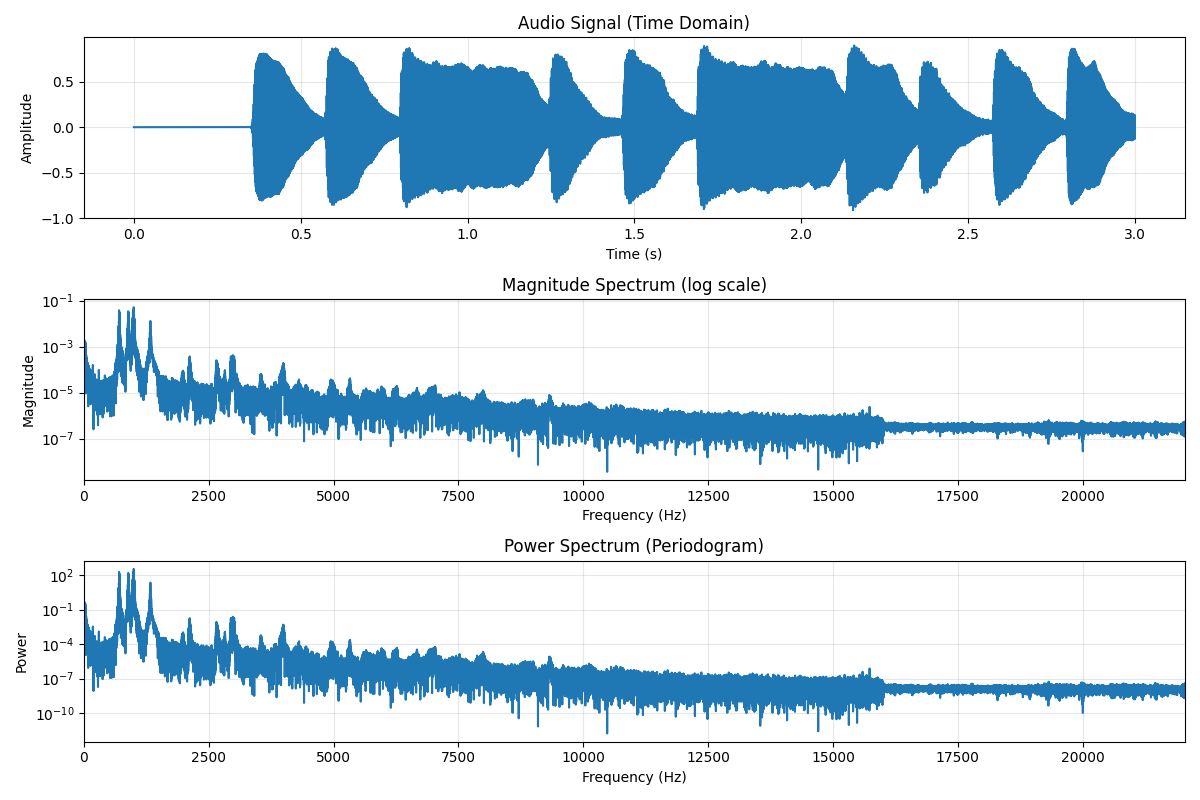 Audio Signal (Time Domain)
Amplitude
0.5
0.0
−0.5
−1.0
0.0 0.5 1.0 1.5 2.0 2.5 3.0
Time (s)
Magnitude Spectrum (log scale)
Magnitude
10⁻¹
10⁻³
10⁻⁵
10⁻⁷
0 2500 5000 7500 10000 12500 15000 17500 20000
Frequency (Hz)
Power Spectrum (Periodogram)
Power
10²
10⁻¹
10⁻⁴
10⁻⁷
10⁻¹⁰
0 2500 5000 7500 10000 12500 15000 17500 20000
Frequency (Hz)